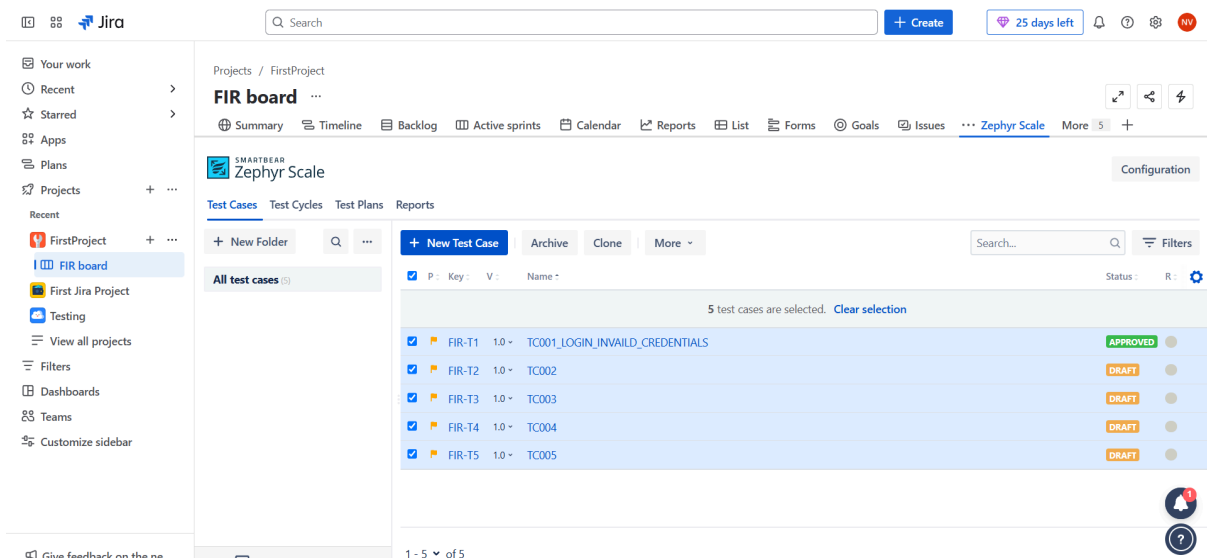 Jira
Search
+ Create
25 days left
NV
Your work
Recent
Starred
Apps
Plans
Projects
Recent
FirstProject
FIR board
First Jira Project
Testing
View all projects
Filters
Dashboards
Teams
Customize sidebar
Projects / FirstProject
FIR board
Summary Timeline Backlog Active sprints Calendar Reports List Forms Goals Issues Zephyr Scale More 5
SMARTBEAR
Zephyr Scale
Configuration
Test Cases Test Cycles Test Plans Reports
+ New Folder
All test cases (5)
+ New Test Case Archive Clone More
Search...
Filters
P Key V Name Status R
5 test cases are selected. Clear selection
FIR-T1 1.0 TC001_LOGIN_INVAILD_CREDENTIALS APPROVED
FIR-T2 1.0 TC002 DRAFT
FIR-T3 1.0 TC003 DRAFT
FIR-T4 1.0 TC004 DRAFT
FIR-T5 1.0 TC005 DRAFT
1
?
1 - 5 of 5
Give feedback on the ne